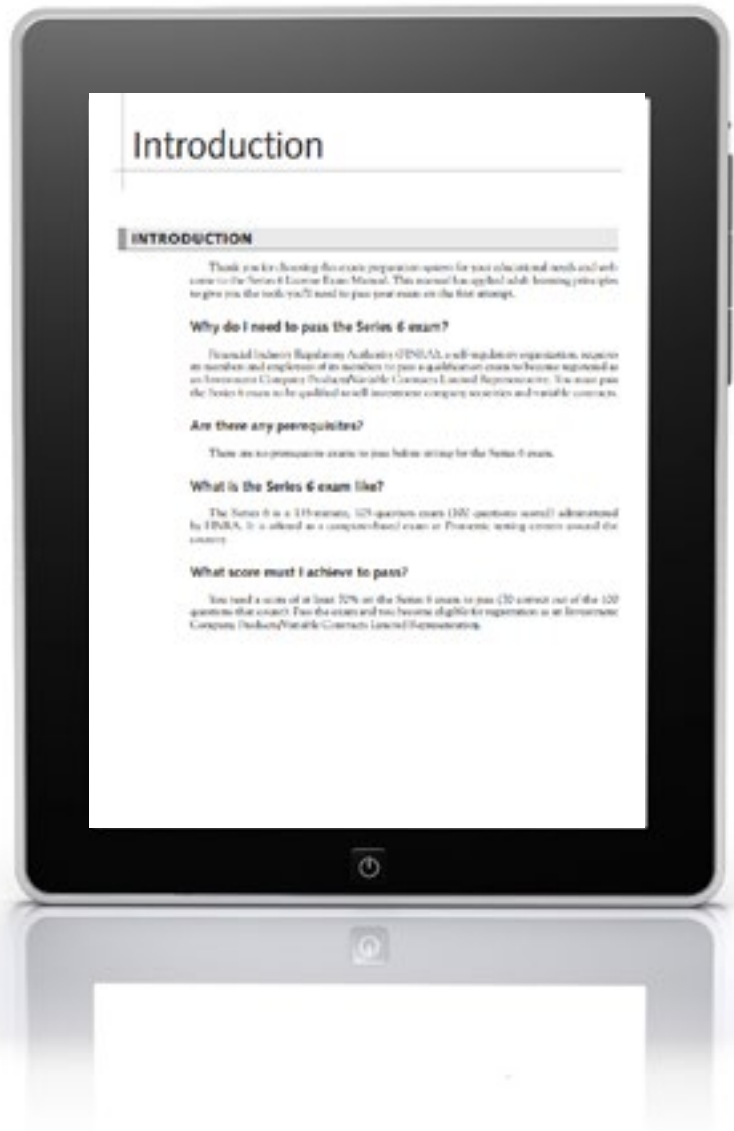 Introduction
INTRODUCTION
Thank you for choosing this exam preparation system for your educational needs and wel-
come to the Series 6 License Exam Manual. This manual has applied adult learning principles
to give you the tools you'll need to pass your exam on the first attempt.
Why do I need to pass the Series 6 exam?
Financial Industry Regulatory Authority (FINRA), a self-regulatory organization, requires
its members and employees of its members to pass a qualification exam to become registered as
an Investment Company Products/Variable Contracts Limited Representative. You must pass
the Series 6 exam to be qualified to sell investment company securities and variable contracts.
Are there any prerequisites?
There are no prerequisite exams to pass before sitting for the Series 6 exam.
What is the Series 6 exam like?
The Series 6 is a 135-minute, 105-question exam (100 questions scored) administered
by FINRA. It is offered as a computer-based exam at Prometric testing centers around the
country.
What score must I achieve to pass?
You need a score of at least 70% on the Series 6 exam to pass (70 correct out of the 100
questions that count). Pass the exam and you become eligible for registration as an Investment
Company Products/Variable Contracts Limited Representative.